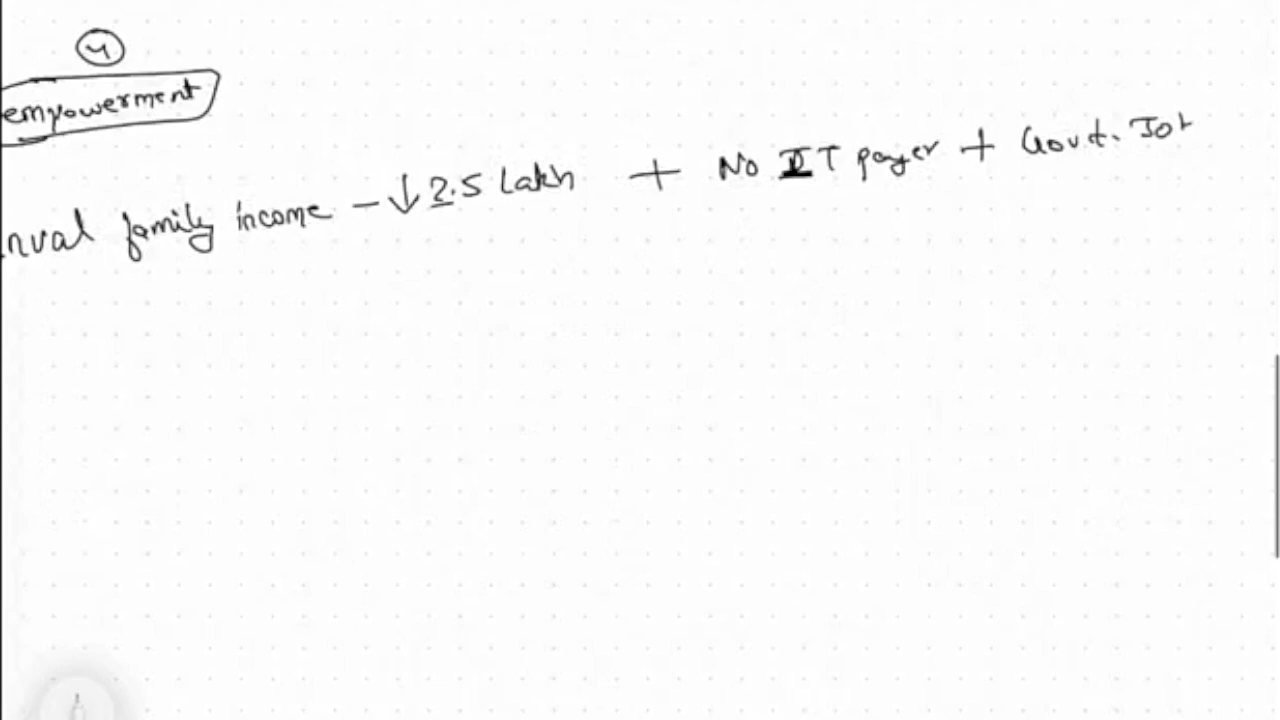 4
empowerment
nual family income - ↓ 2.5 Lakh + No IT payer + Govt. Job